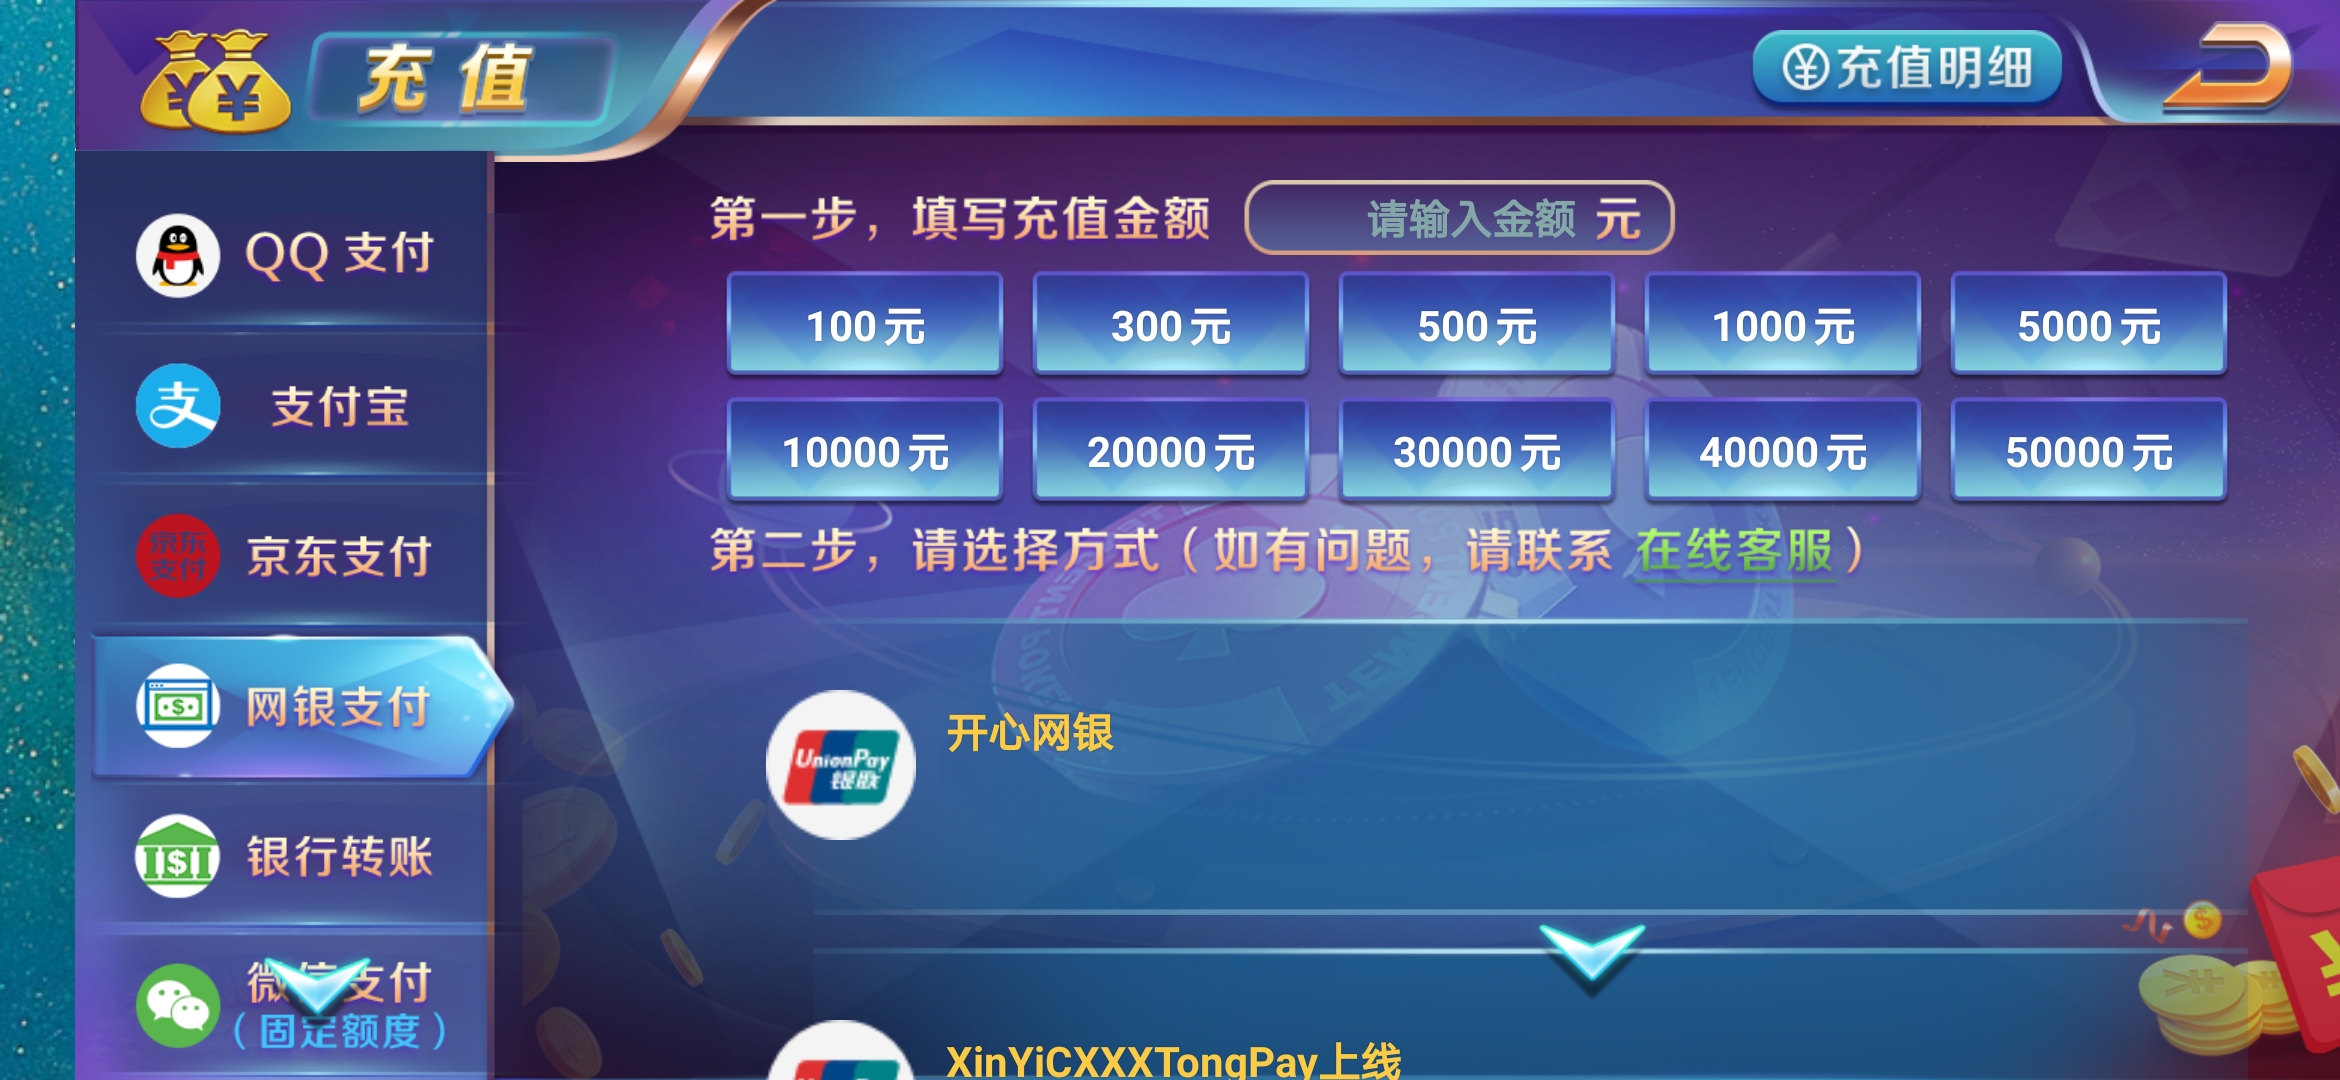 充值
充值明细
QQ 支付
支付宝
京东支付
京东支付
网银支付
银行转账
微信支付
（固定额度）
第一步，填写充值金额 请输入金额 元
100元 300元 500元 1000元 5000元
10000元 20000元 30000元 40000元 50000元
第二步，请选择方式（如有问题，请联系 在线客服）
UnionPay
银联
开心网银
XinYiCXXXTongPay上线